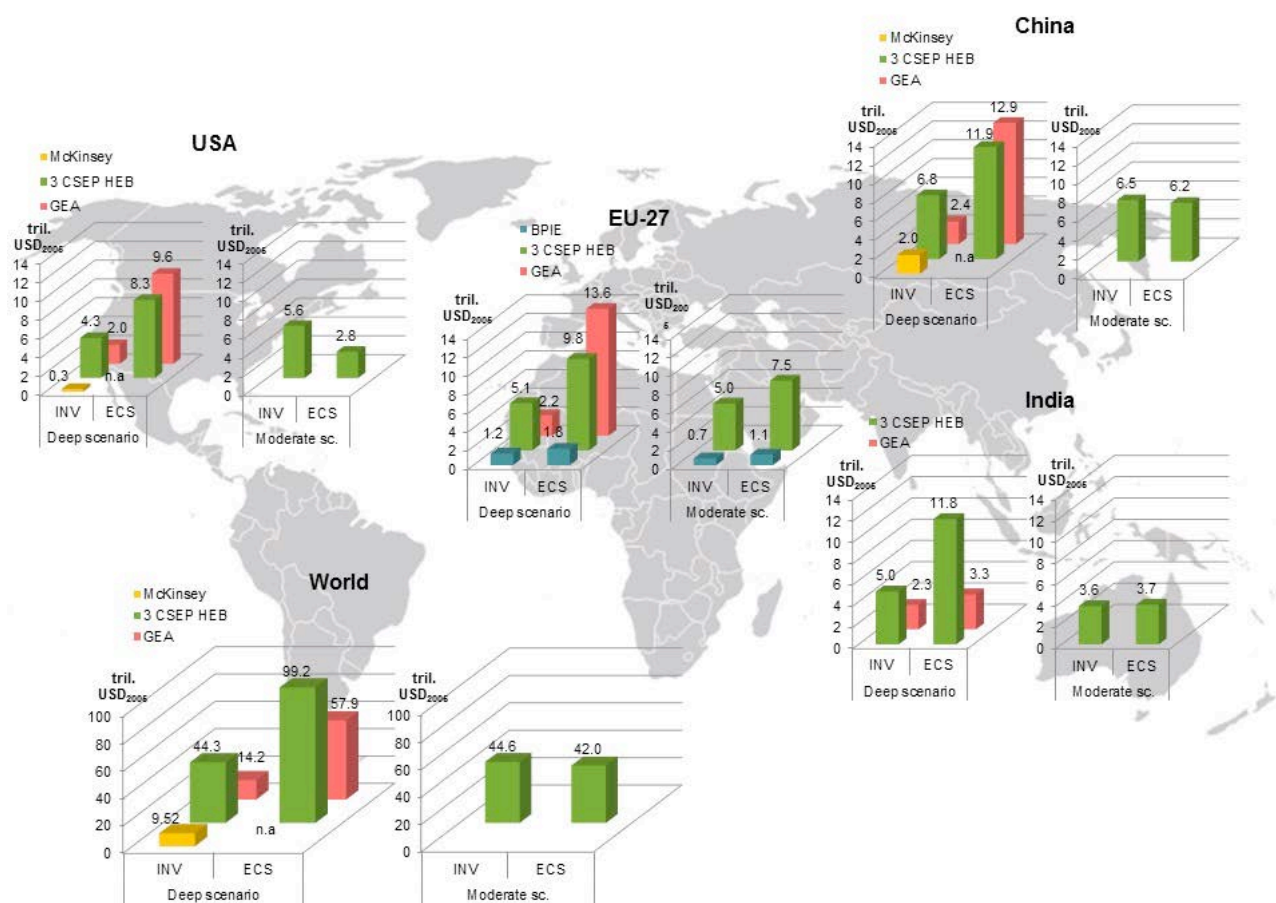 China
McKinsey
3 CSEP HEB
GEA
tril.
USD2005
14
12
10
8
6
4
2
0
2.0
6.8
2.4
n.a
11.9
12.9
INV
ECS
Deep scenario
tril.
USD2005
14
12
10
8
6
4
2
0
6.5
6.2
INV
ECS
Moderate sc.
USA
McKinsey
3 CSEP HEB
GEA
tril.
USD2005
14
12
10
8
6
4
2
0
0,3
4.3
2.0
n.a
8.3
9.6
INV
ECS
Deep scenario
tril.
USD2005
14
12
10
8
6
4
2
0
5.6
2.8
INV
ECS
Moderate sc.
EU-27
BPIE
3 CSEP HEB
GEA
tril.
USD2005
14
12
10
8
6
4
2
0
1.2
5.1
2.2
1.8
9.8
13.6
INV
ECS
Deep scenario
tril.
USD200
5
14
12
10
8
6
4
2
0
0.7
5.0
1.1
7.5
INV
ECS
Moderate sc.
India
3 CSEP HEB
GEA
tril.
USD2005
14
12
10
8
6
4
2
0
5.0
2.3
11.8
3.3
INV
ECS
Deep scenario
tril.
USD2005
14
12
10
8
6
4
2
0
3.6
3.7
INV
ECS
Moderate sc.
World
McKinsey
3 CSEP HEB
GEA
tril.
USD2005
100
80
60
40
20
0
9,52
44.3
14.2
n.a
99.2
57.9
INV
ECS
Deep scenario
tril.
USD2005
100
80
60
40
20
0
44.6
42.0
INV
ECS
Moderate sc.